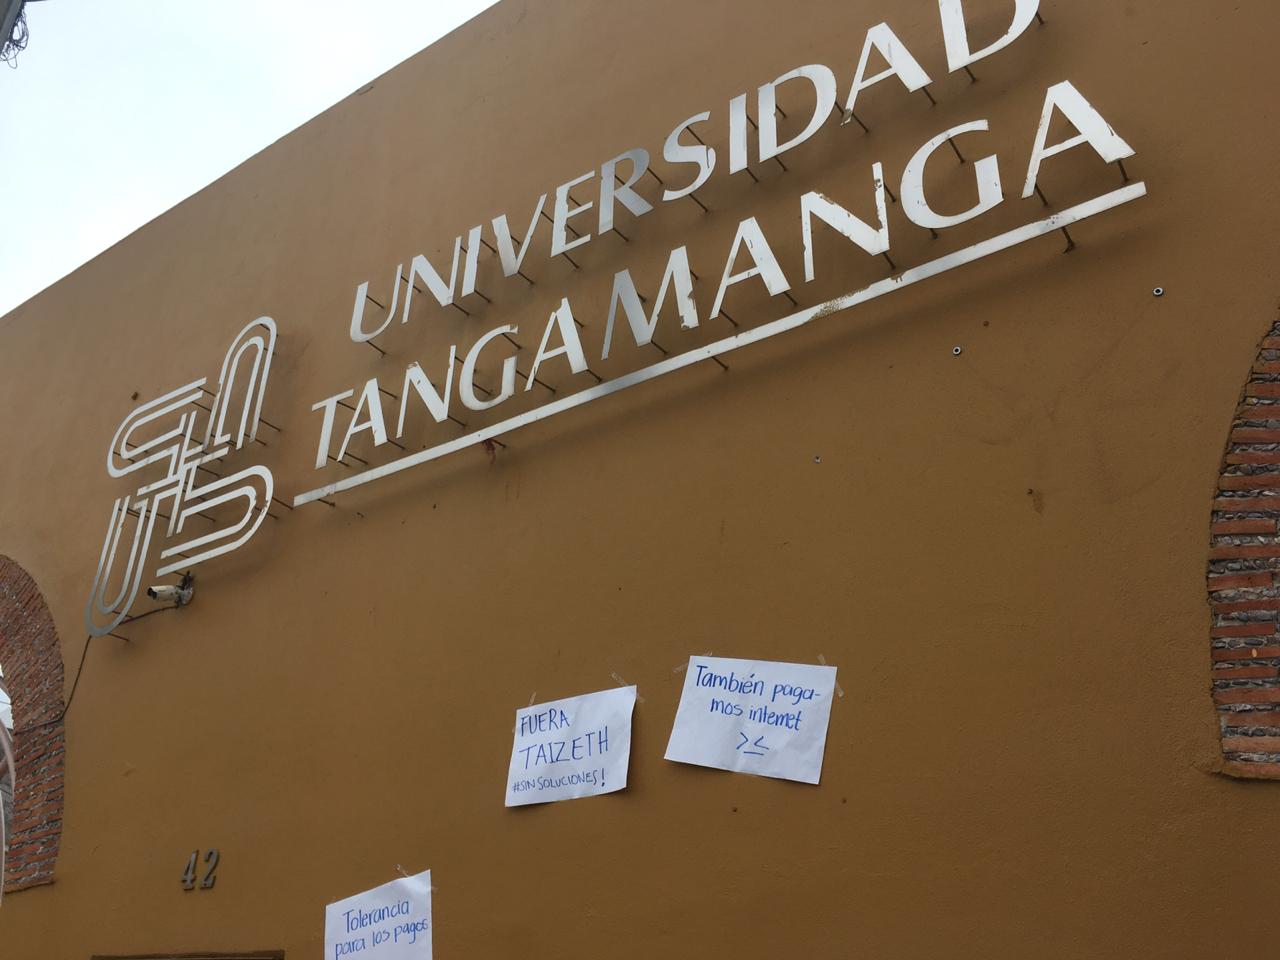 UNIVERSIDAD
TANGAMANGA
FUERA
TAIZETH
#SINSOLUCIONES!
También paga-
mos internet
>≤
42
Tolerancia
para los pagos